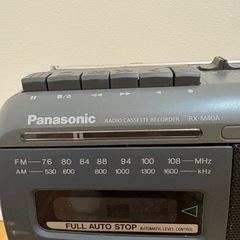 Panasonic RADIO CASSETTE RECORDER RX-M40A
FM 76 80 84 88 94 100 108 MHz
AM 530 600 800 1000 1300 1600 kHz
FULL AUTO STOP AUTOMATIC LEVEL CONTROL